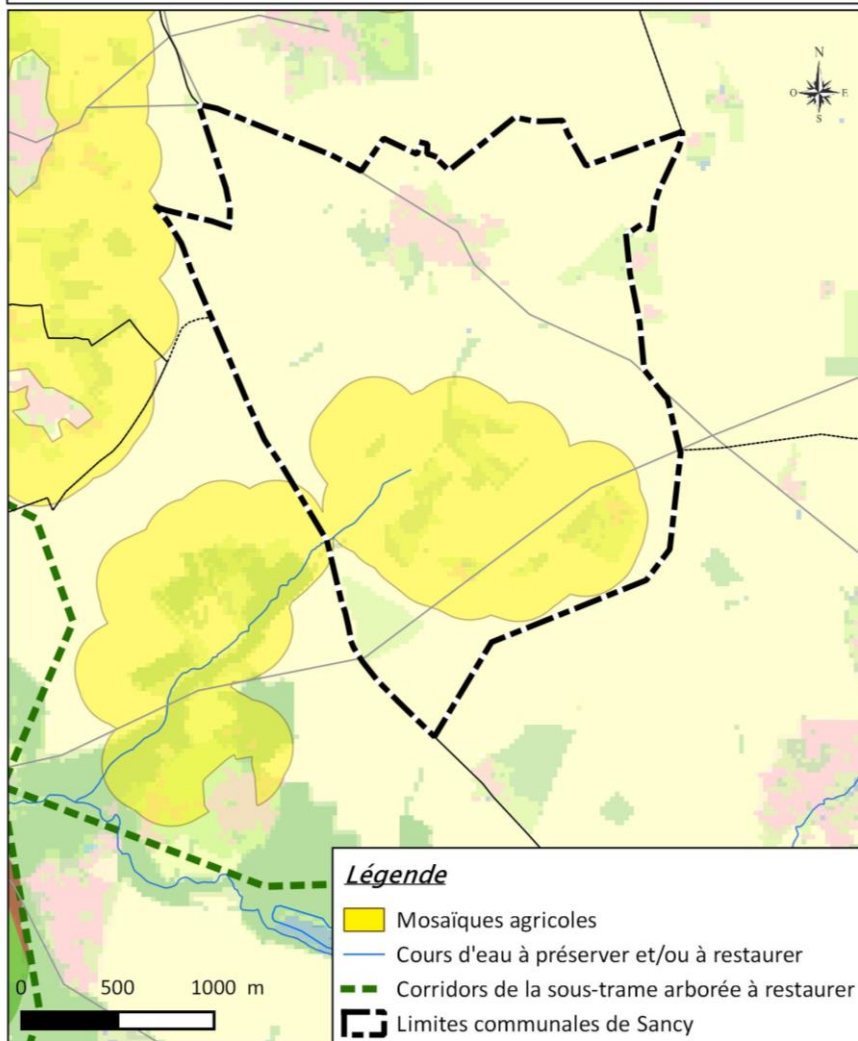 N
O E
S
Légende
Mosaïques agricoles
Cours d'eau à préserver et/ou à restaurer
Corridors de la sous-trame arborée à restaurer
Limites communales de Sancy
0 500 1000 m